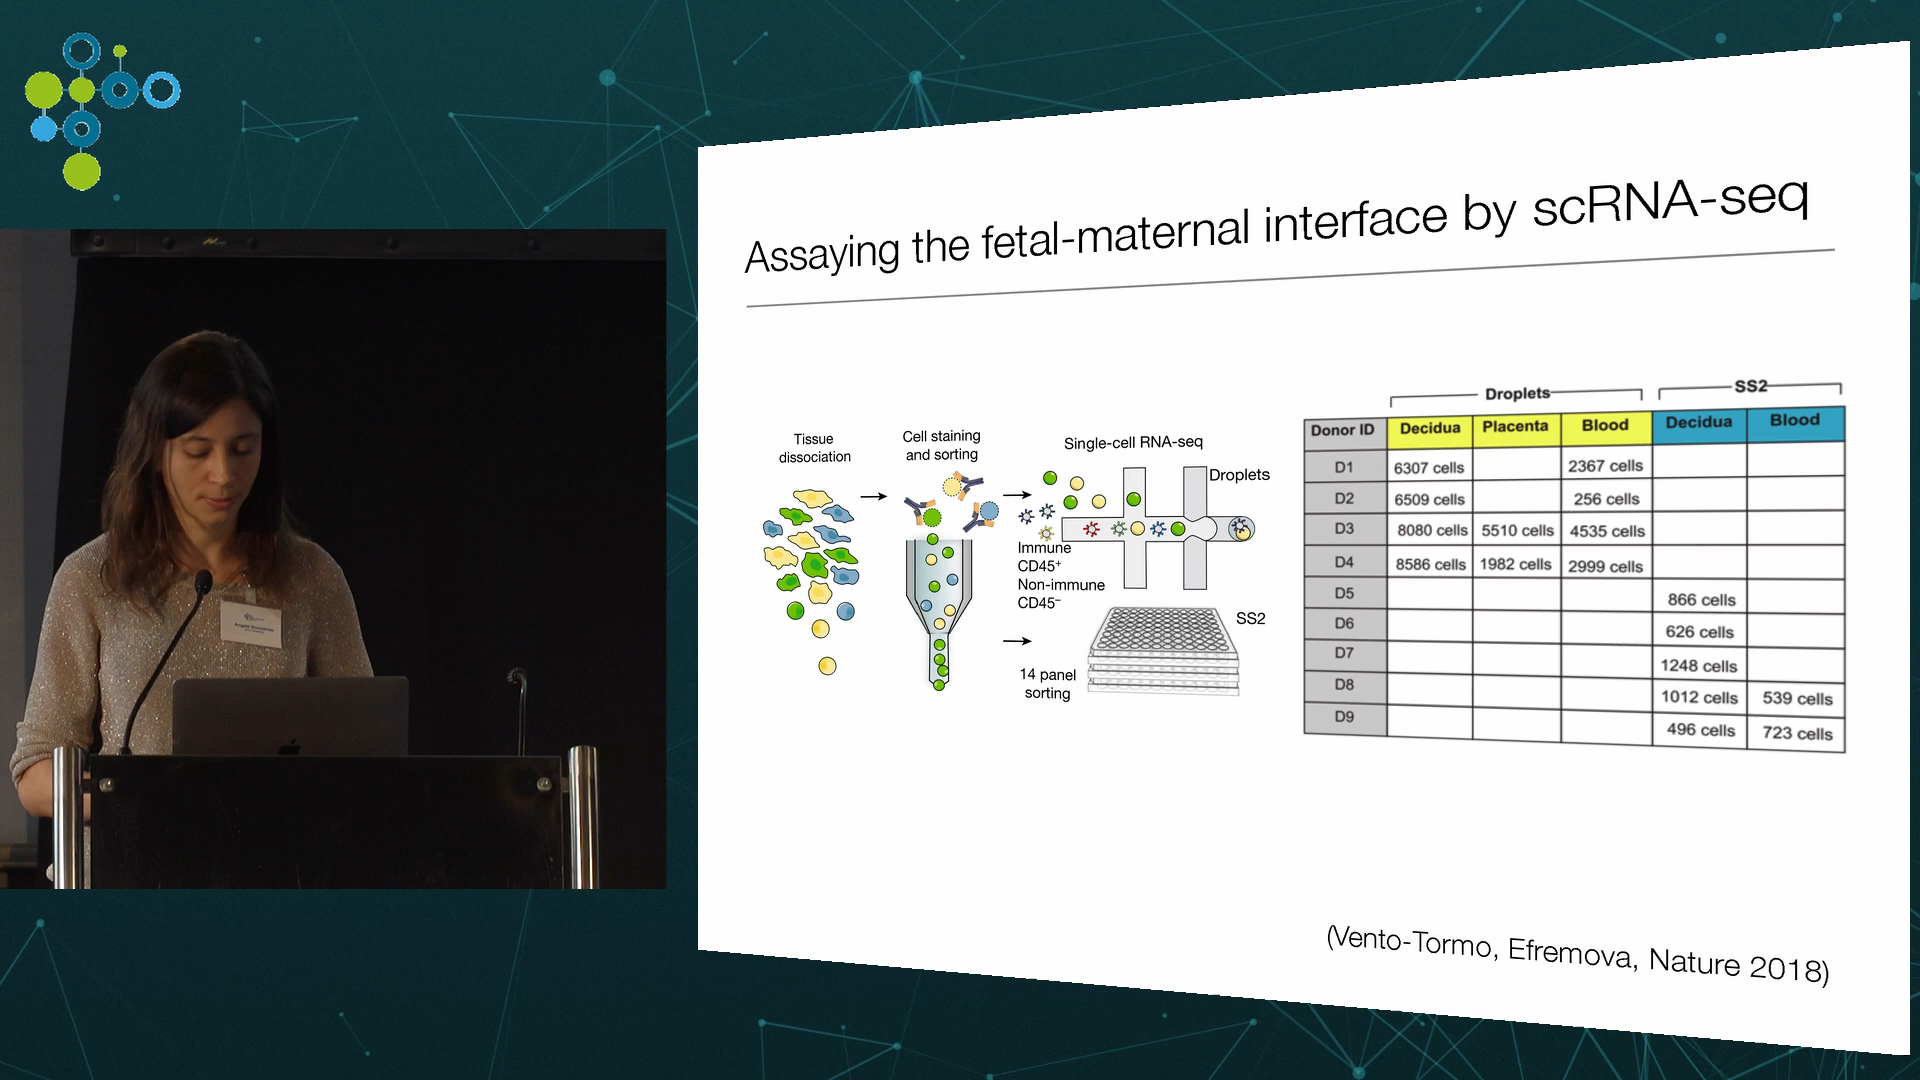 Assaying the fetal-maternal interface by scRNA-seq
Tissue
dissociation
Cell staining
and sorting
Single-cell RNA-seq
Droplets
Immune
CD45⁺
Non-immune
CD45⁻
SS2
14 panel
sorting
Droplets SS2
Donor ID Decidua Placenta Blood Decidua Blood
D1 6307 cells 2367 cells
D2 6509 cells 256 cells
D3 8080 cells 5510 cells 4535 cells
D4 8586 cells 1982 cells 2999 cells
D5 866 cells
D6 626 cells
D7 1248 cells
D8 1012 cells 539 cells
D9 496 cells 723 cells
(Vento-Tormo, Efremova, Nature 2018)